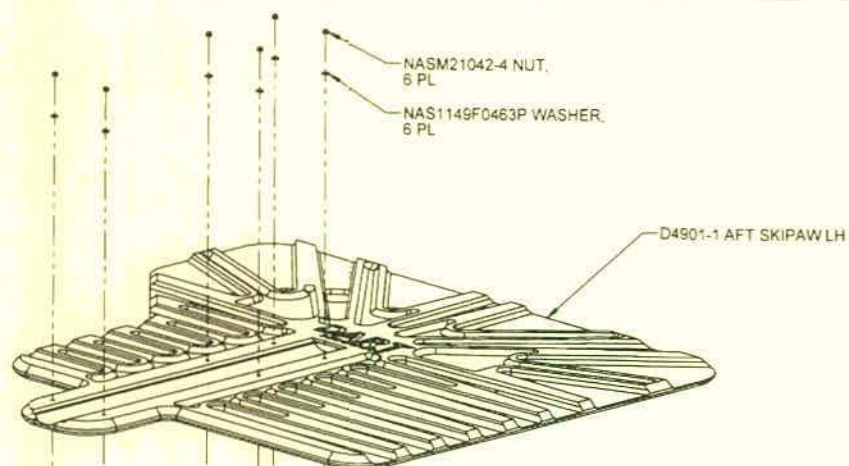 NASM21042-4 NUT,
6 PL
NAS1149F0463P WASHER,
6 PL
D4901-1 AFT SKIPAW LH